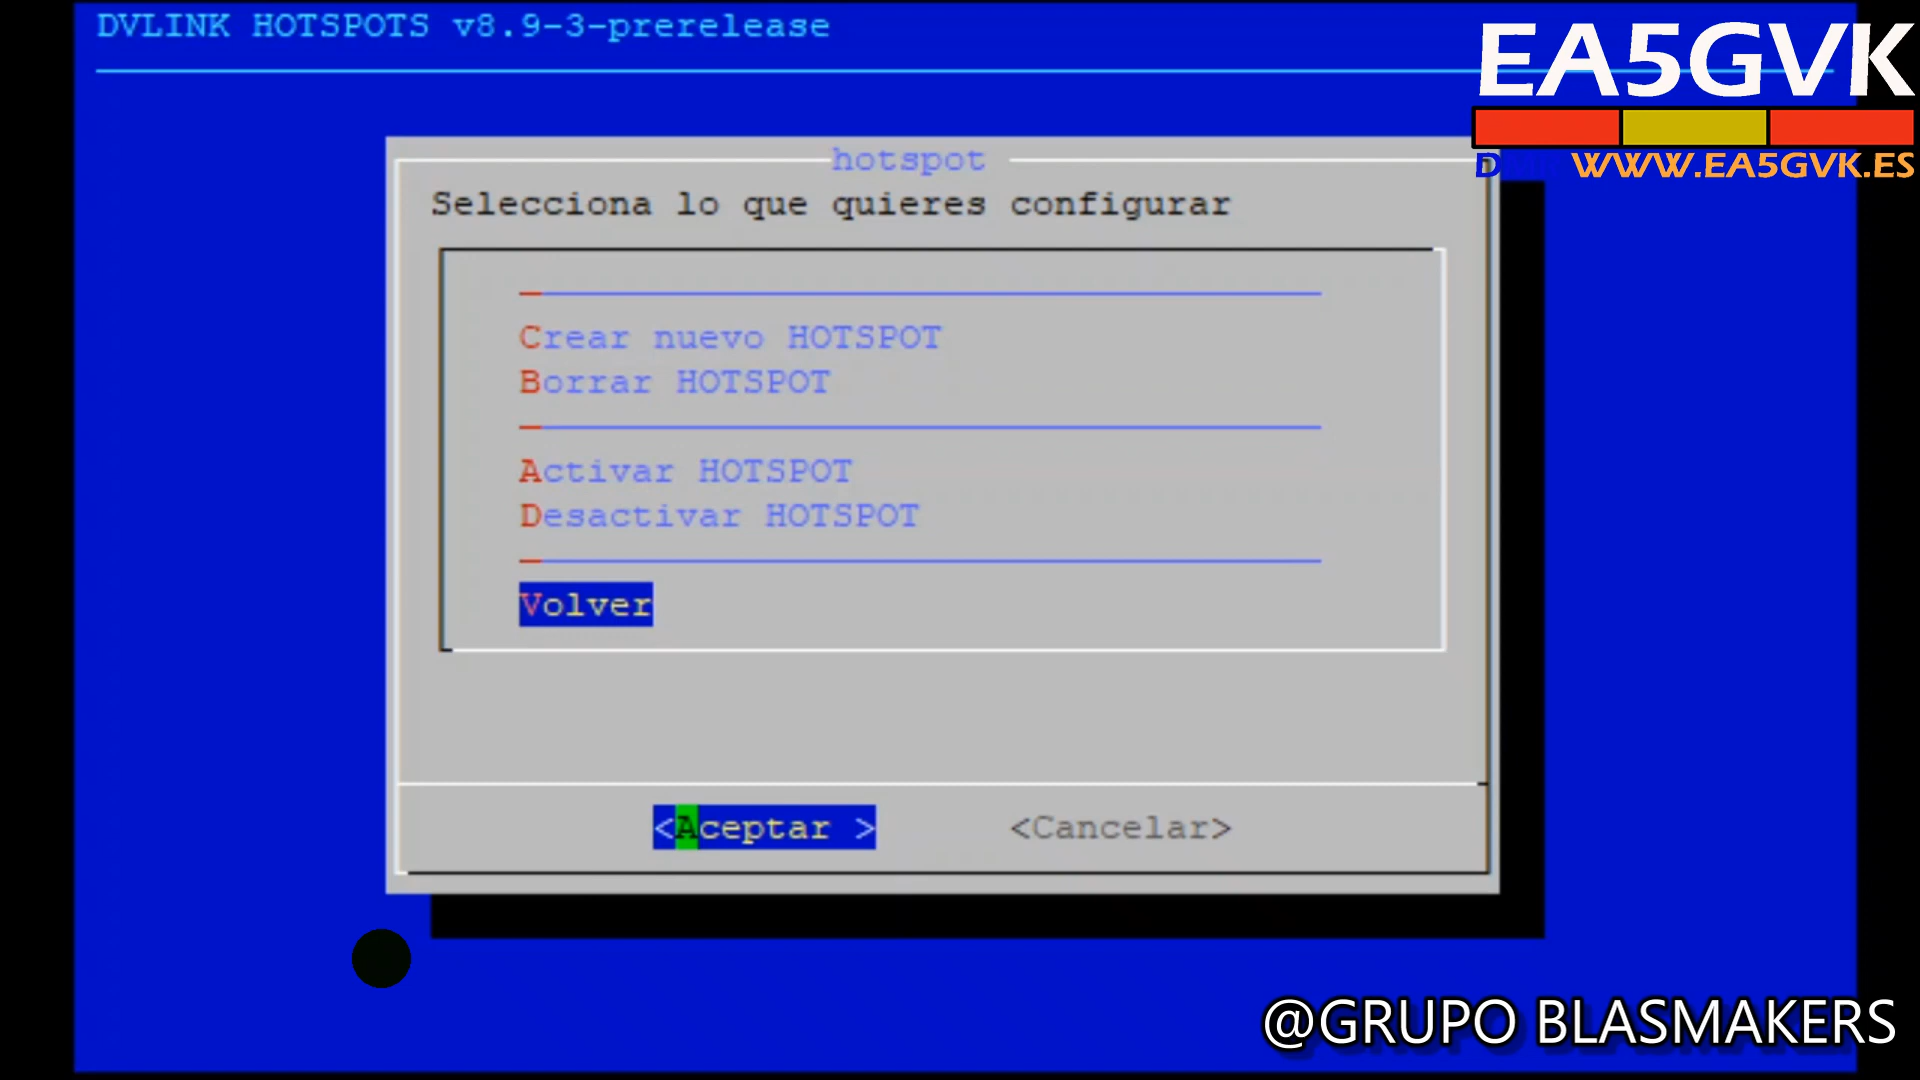 DVLINK HOTSPOTS v8.9-3-prerelease
EA5GVK
WWW.EA5GVK.ES
hotspot
Selecciona lo que quieres configurar
Crear nuevo HOTSPOT
Borrar HOTSPOT
Activar HOTSPOT
Desactivar HOTSPOT
Volver
<Aceptar > <Cancelar>
@GRUPO BLASMAKERS